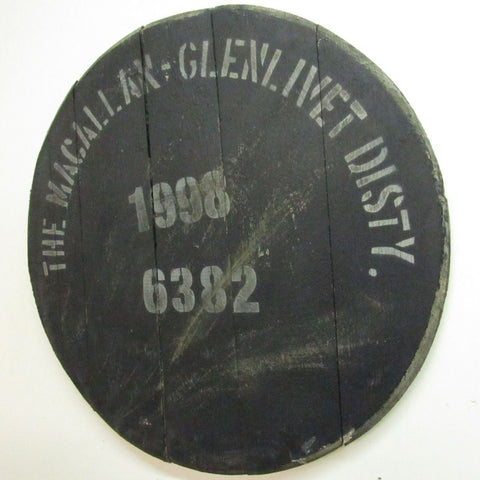 THE MACALLAN-GLENLIVET DISTY.
1998
6382